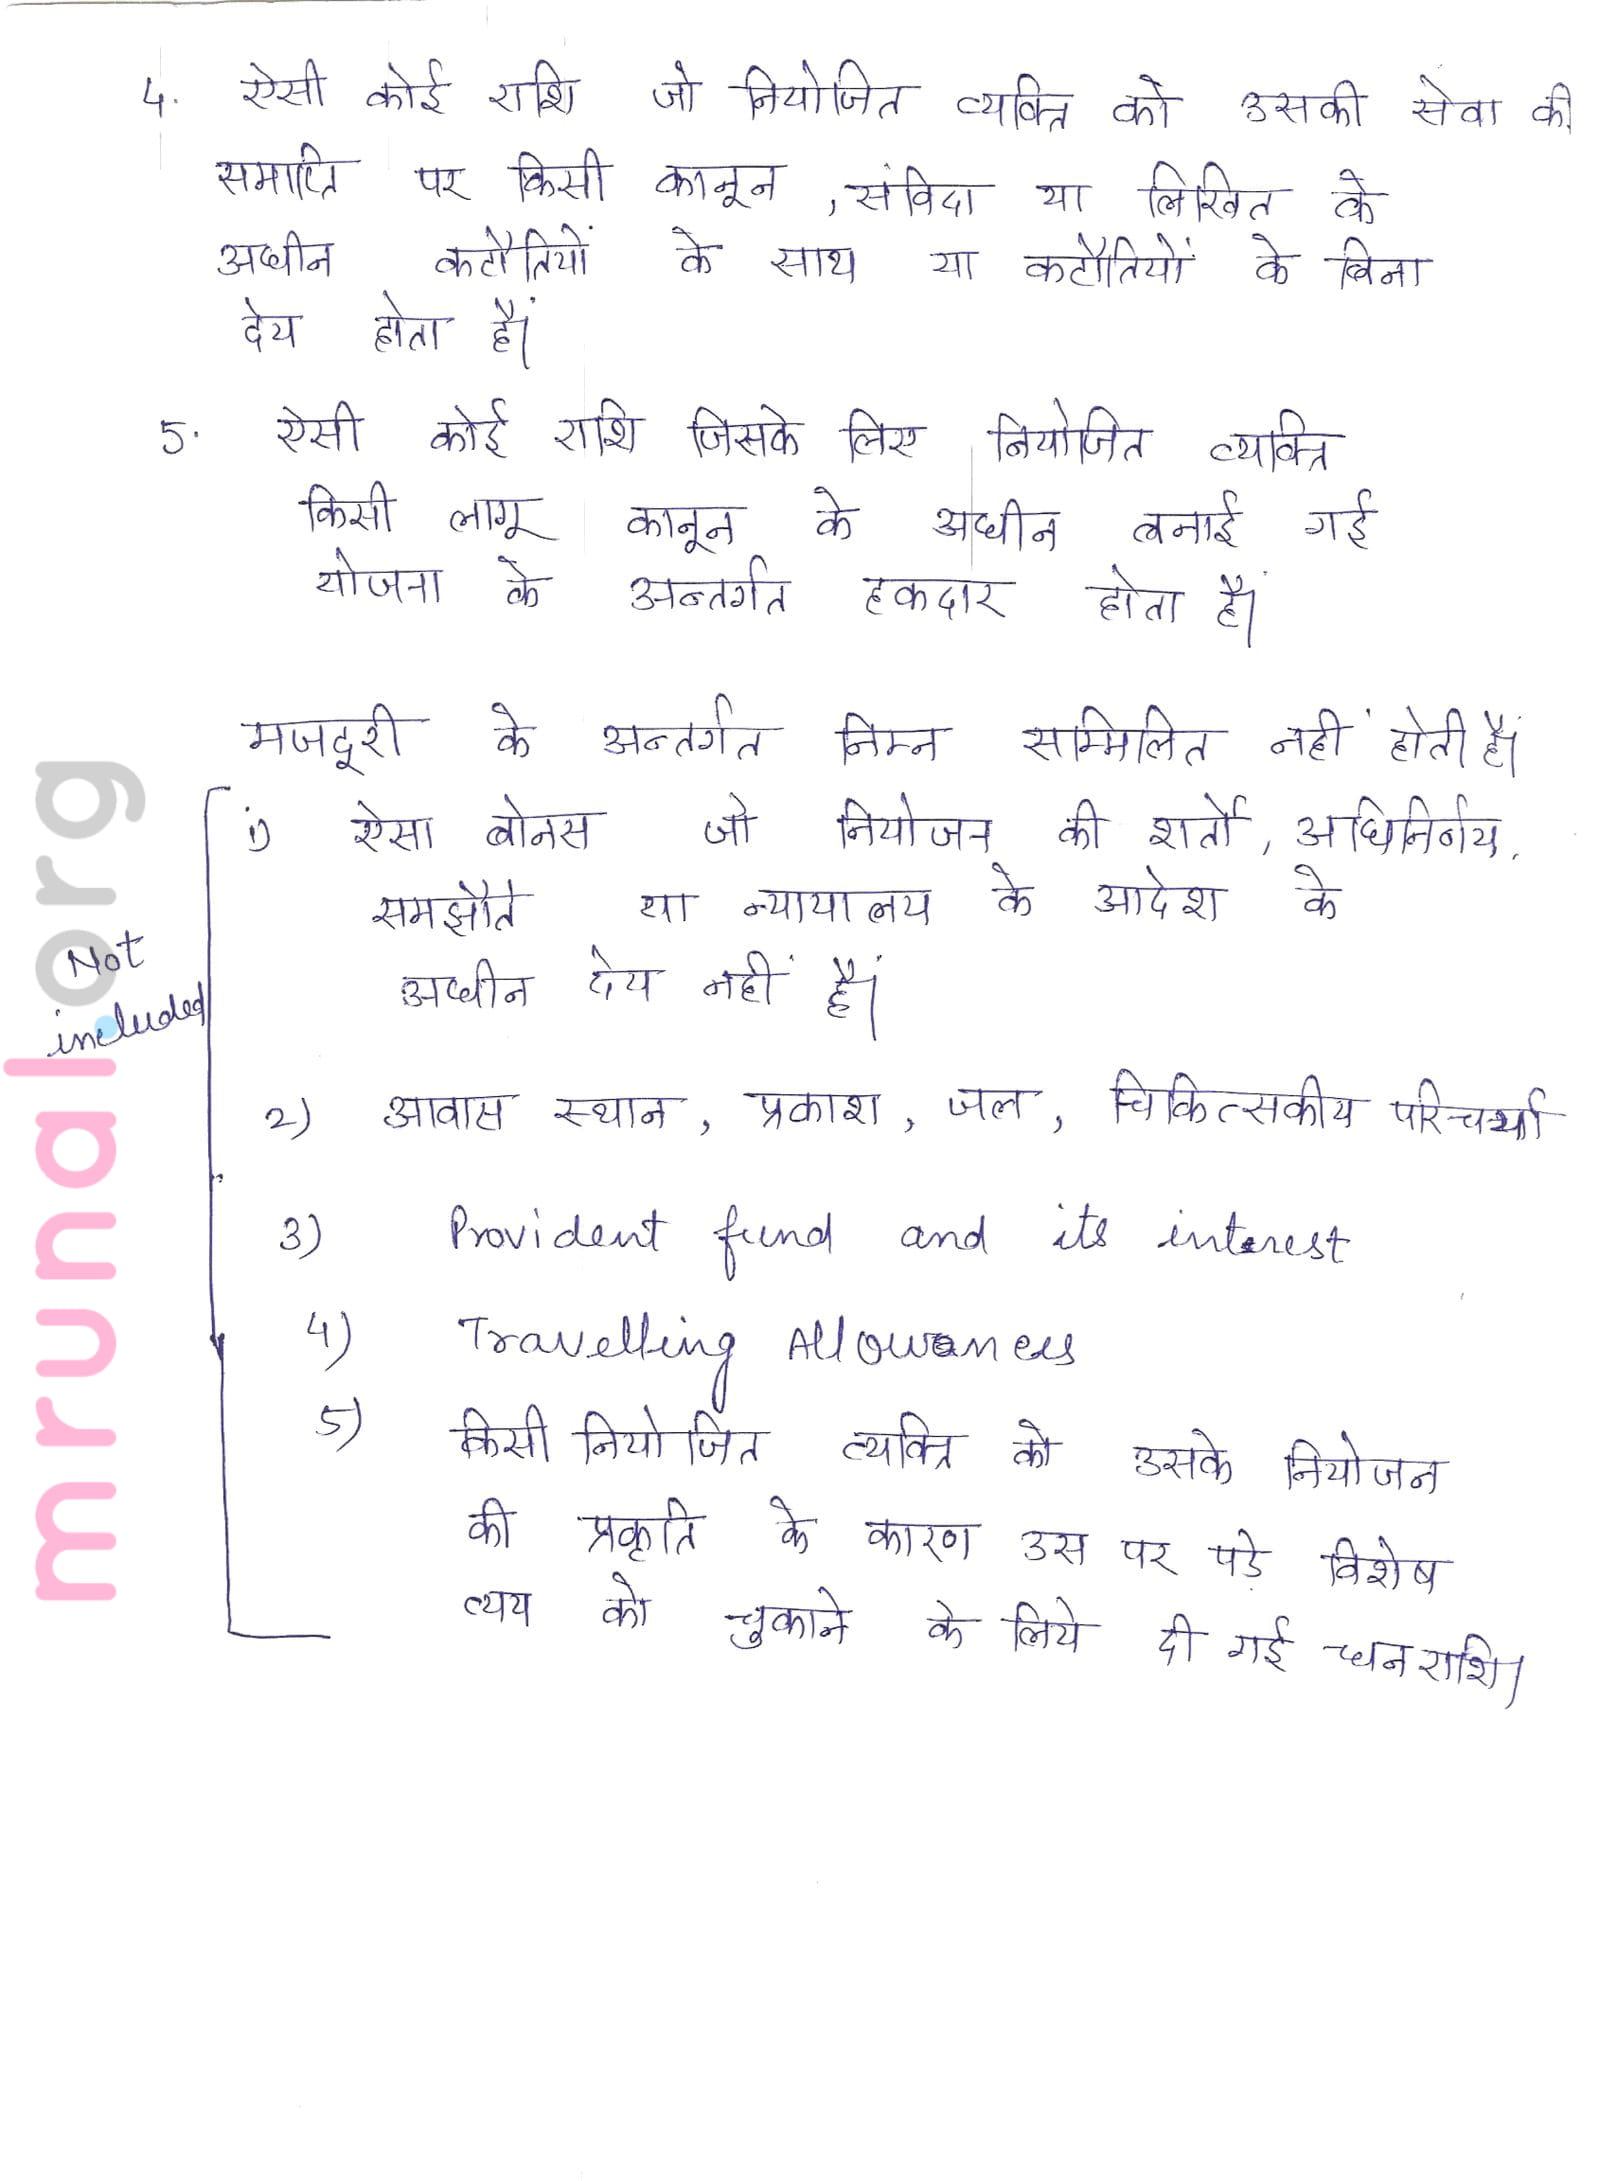 4. ऐसी कोई राशि जो नियोजित व्यक्ति को उसकी सेवा की
समाप्ति पर किसी कानून, संविदा या लिखित के
अधीन कटौतियों के साथ या कटौतियों के बिना
देय होता हैं।
5. ऐसी कोई राशि जिसके लिए नियोजित व्यक्ति
किसी लागू कानून के अधीन बनाई गई
योजना के अन्तर्गत हकदार होता हैं।
मजदूरी के अन्तर्गत निम्न सम्मिलित नहीं होती हैं।
1) ऐसा बोनस जो नियोजन की शर्तों, अधिनिर्णय,
समझौते या न्यायालय के आदेश के
अधीन देय नहीं हैं।
Not
included
2) आवास स्थान, प्रकाश, जल, चिकित्सकीय परिचर्या
3) Provident fund and its interest
4) Travelling Allowances
5) किसी नियोजित व्यक्ति को उसके नियोजन
की प्रकृति के कारण उस पर पड़े विशेष
व्यय को चुकाने के लिये दी गई धनराशि।
mrunal.org